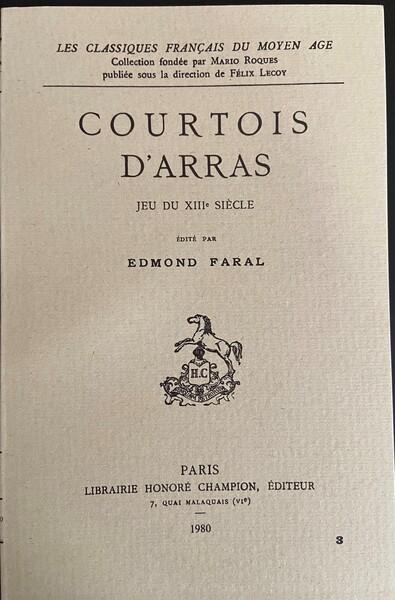 LES CLASSIQUES FRANÇAIS DU MOYEN AGE
Collection fondée par MARIO ROQUES
publiée sous la direction de FÉLIX LECOY
COURTOIS
D'ARRAS
JEU DU XIIIe SIÈCLE
ÉDITÉ PAR
EDMOND FARAL
H.C
PARIS
LIBRAIRIE HONORÉ CHAMPION, ÉDITEUR
7, QUAI MALAQUAIS (VIe)
1980
3